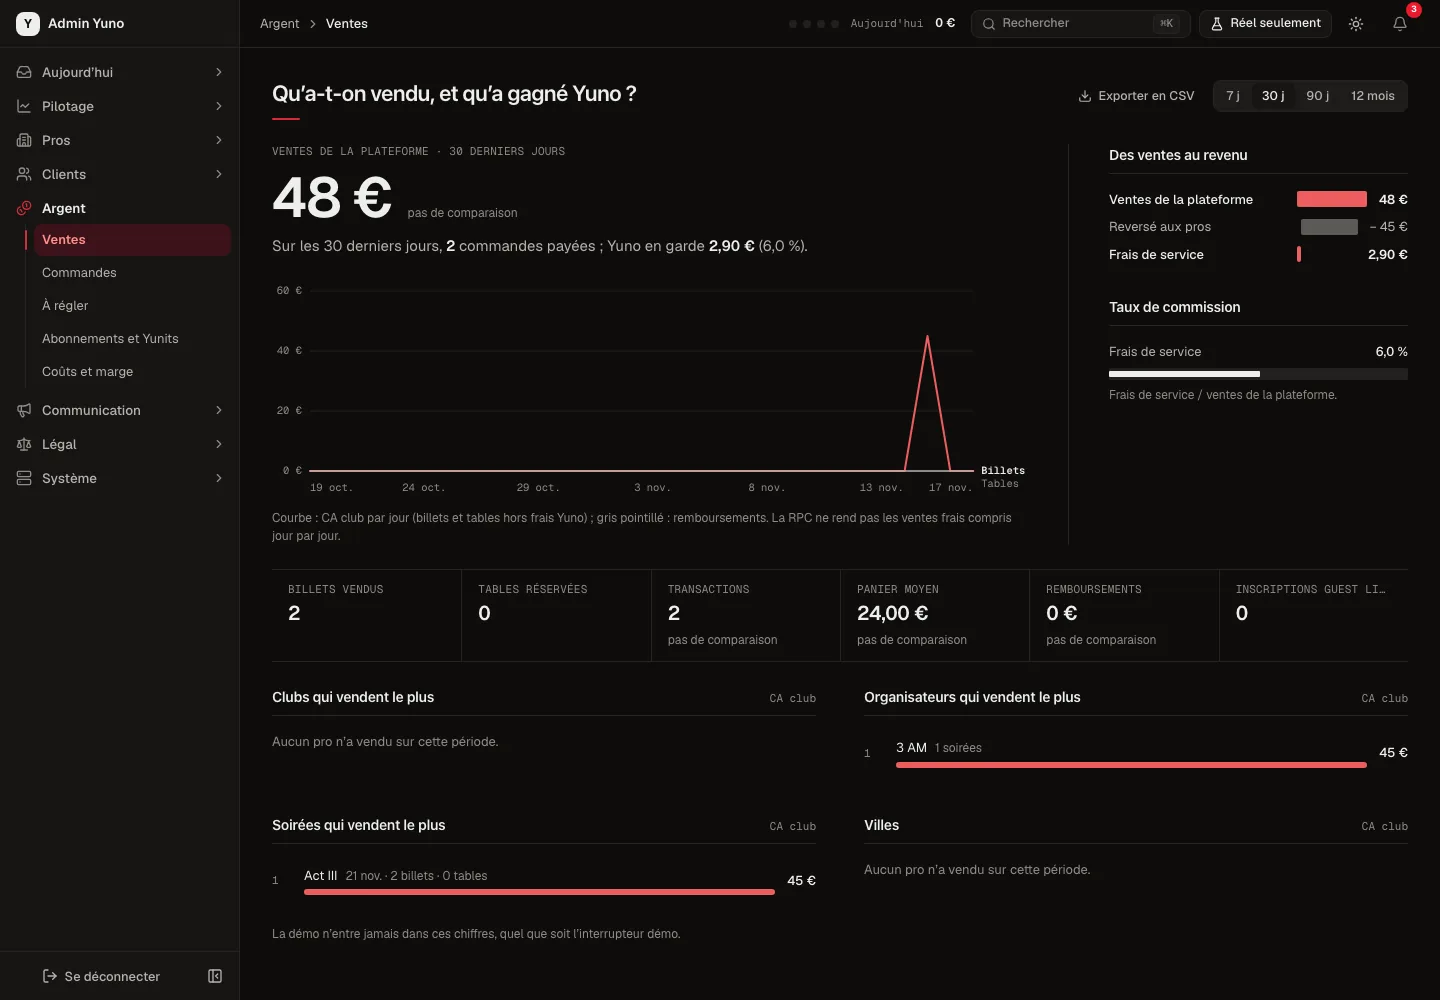 Y Admin Yuno
Argent > Ventes
Aujourd'hui 0 €
Rechercher ⌘K
Réel seulement
3
Aujourd'hui
Pilotage
Pros
Clients
Argent
Ventes
Commandes
À régler
Abonnements et Yunits
Coûts et marge
Communication
Légal
Système
Se déconnecter
Qu'a-t-on vendu, et qu'a gagné Yuno ?
Exporter en CSV
7 j 30 j 90 j 12 mois
VENTES DE LA PLATEFORME · 30 DERNIERS JOURS
48 € pas de comparaison
Sur les 30 derniers jours, 2 commandes payées ; Yuno en garde 2,90 € (6,0 %).
60 €
40 €
20 €
0 €
Billets
Tables
19 oct. 24 oct. 29 oct. 3 nov. 8 nov. 13 nov. 17 nov.
Courbe : CA club par jour (billets et tables hors frais Yuno) ; gris pointillé : remboursements. La RPC ne rend pas les ventes frais compris
jour par jour.
Des ventes au revenu
Ventes de la plateforme 48 €
Reversé aux pros – 45 €
Frais de service 2,90 €
Taux de commission
Frais de service 6,0 %
Frais de service / ventes de la plateforme.
BILLETS VENDUS
2
TABLES RÉSERVÉES
0
TRANSACTIONS
2
pas de comparaison
PANIER MOYEN
24,00 €
pas de comparaison
REMBOURSEMENTS
0 €
pas de comparaison
INSCRIPTIONS GUEST LI…
0
Clubs qui vendent le plus CA club
Aucun pro n'a vendu sur cette période.
Organisateurs qui vendent le plus CA club
1 3 AM 1 soirées 45 €
Soirées qui vendent le plus CA club
1 Act III 21 nov. · 2 billets · 0 tables 45 €
Villes CA club
Aucun pro n'a vendu sur cette période.
La démo n'entre jamais dans ces chiffres, quel que soit l'interrupteur démo.